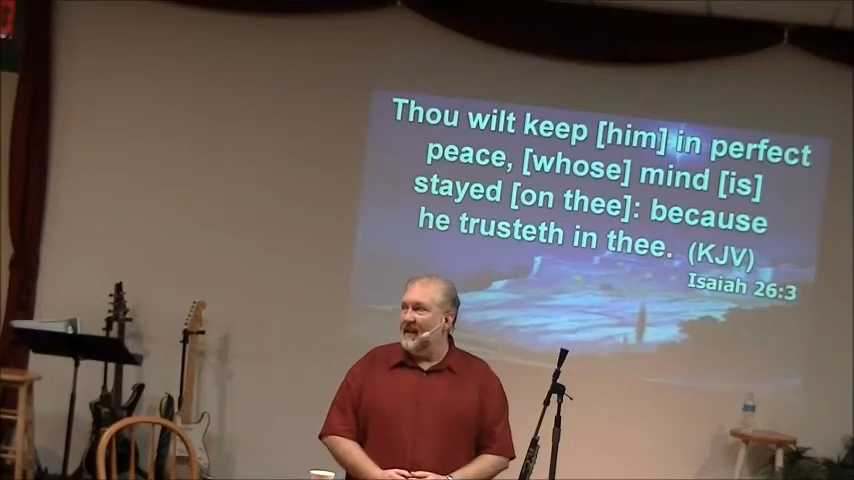 Thou wilt keep [him] in perfect
peace, [whose] mind [is]
stayed [on thee]: because
he trusteth in thee. (KJV)
Isaiah 26:3